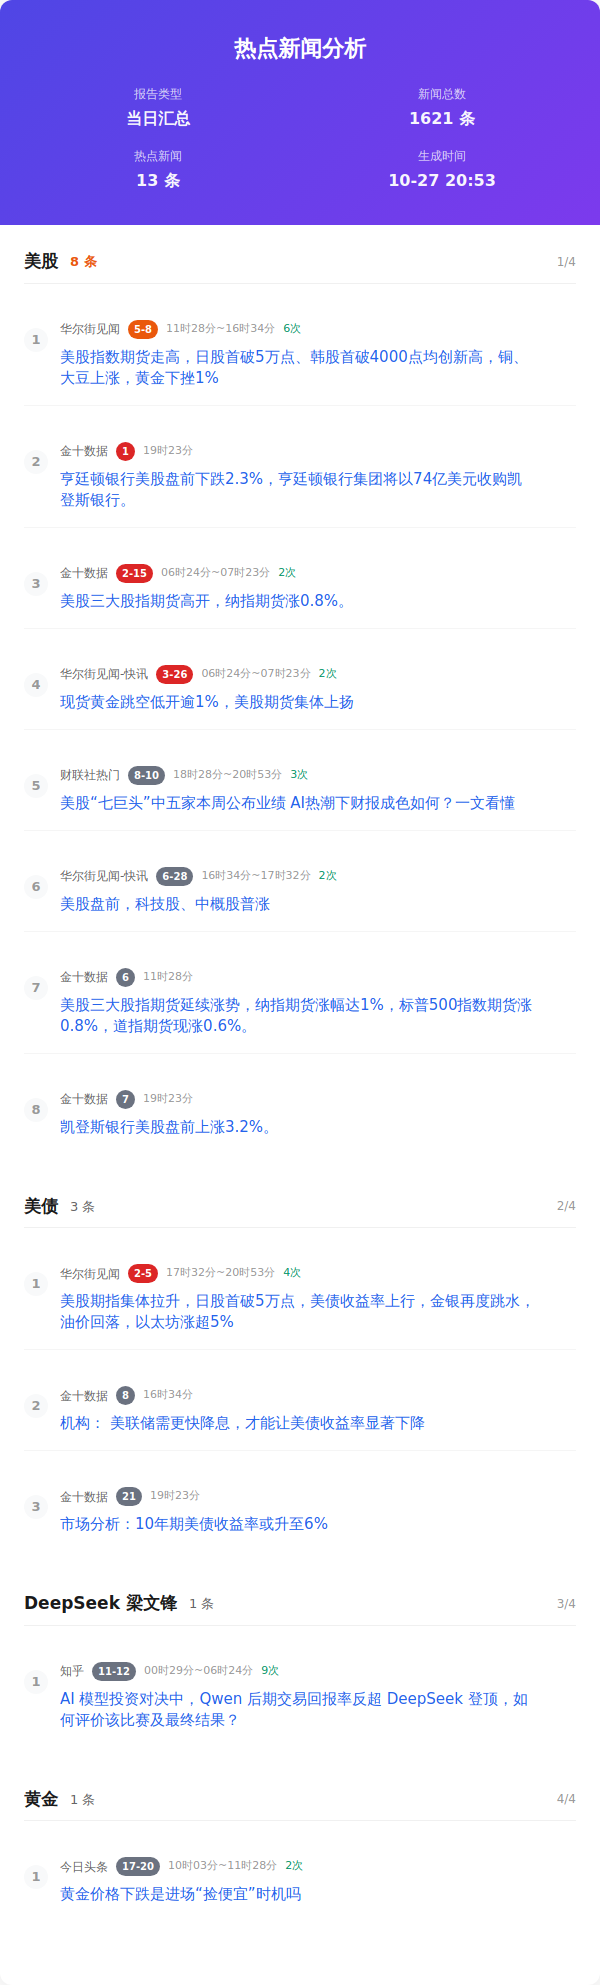 热点新闻分析
报告类型
新闻总数
当日汇总
1621 条
热点新闻
生成时间
13 条
10-27 20:53
美股 8 条 1/4
1 华尔街见闻 5-8 11时28分~16时34分 6次
美股指数期货走高，日股首破5万点、韩股首破4000点均创新高，铜、
大豆上涨，黄金下挫1%
2 金十数据 1 19时23分
亨廷顿银行美股盘前下跌2.3%，亨廷顿银行集团将以74亿美元收购凯
登斯银行。
3 金十数据 2-15 06时24分~07时23分 2次
美股三大股指期货高开，纳指期货涨0.8%。
4 华尔街见闻-快讯 3-26 06时24分~07时23分 2次
现货黄金跳空低开逾1%，美股期货集体上扬
5 财联社热门 8-10 18时28分~20时53分 3次
美股“七巨头”中五家本周公布业绩 AI热潮下财报成色如何？一文看懂
6 华尔街见闻-快讯 6-28 16时34分~17时32分 2次
美股盘前，科技股、中概股普涨
7 金十数据 6 11时28分
美股三大股指期货延续涨势，纳指期货涨幅达1%，标普500指数期货涨
0.8%，道指期货现涨0.6%。
8 金十数据 7 19时23分
凯登斯银行美股盘前上涨3.2%。
美债 3 条 2/4
1 华尔街见闻 2-5 17时32分~20时53分 4次
美股期指集体拉升，日股首破5万点，美债收益率上行，金银再度跳水，
油价回落，以太坊涨超5%
2 金十数据 8 16时34分
机构： 美联储需更快降息，才能让美债收益率显著下降
3 金十数据 21 19时23分
市场分析：10年期美债收益率或升至6%
DeepSeek 梁文锋 1 条 3/4
1 知乎 11-12 00时29分~06时24分 9次
AI 模型投资对决中，Qwen 后期交易回报率反超 DeepSeek 登顶，如
何评价该比赛及最终结果？
黄金 1 条 4/4
1 今日头条 17-20 10时03分~11时28分 2次
黄金价格下跌是进场“捡便宜”时机吗